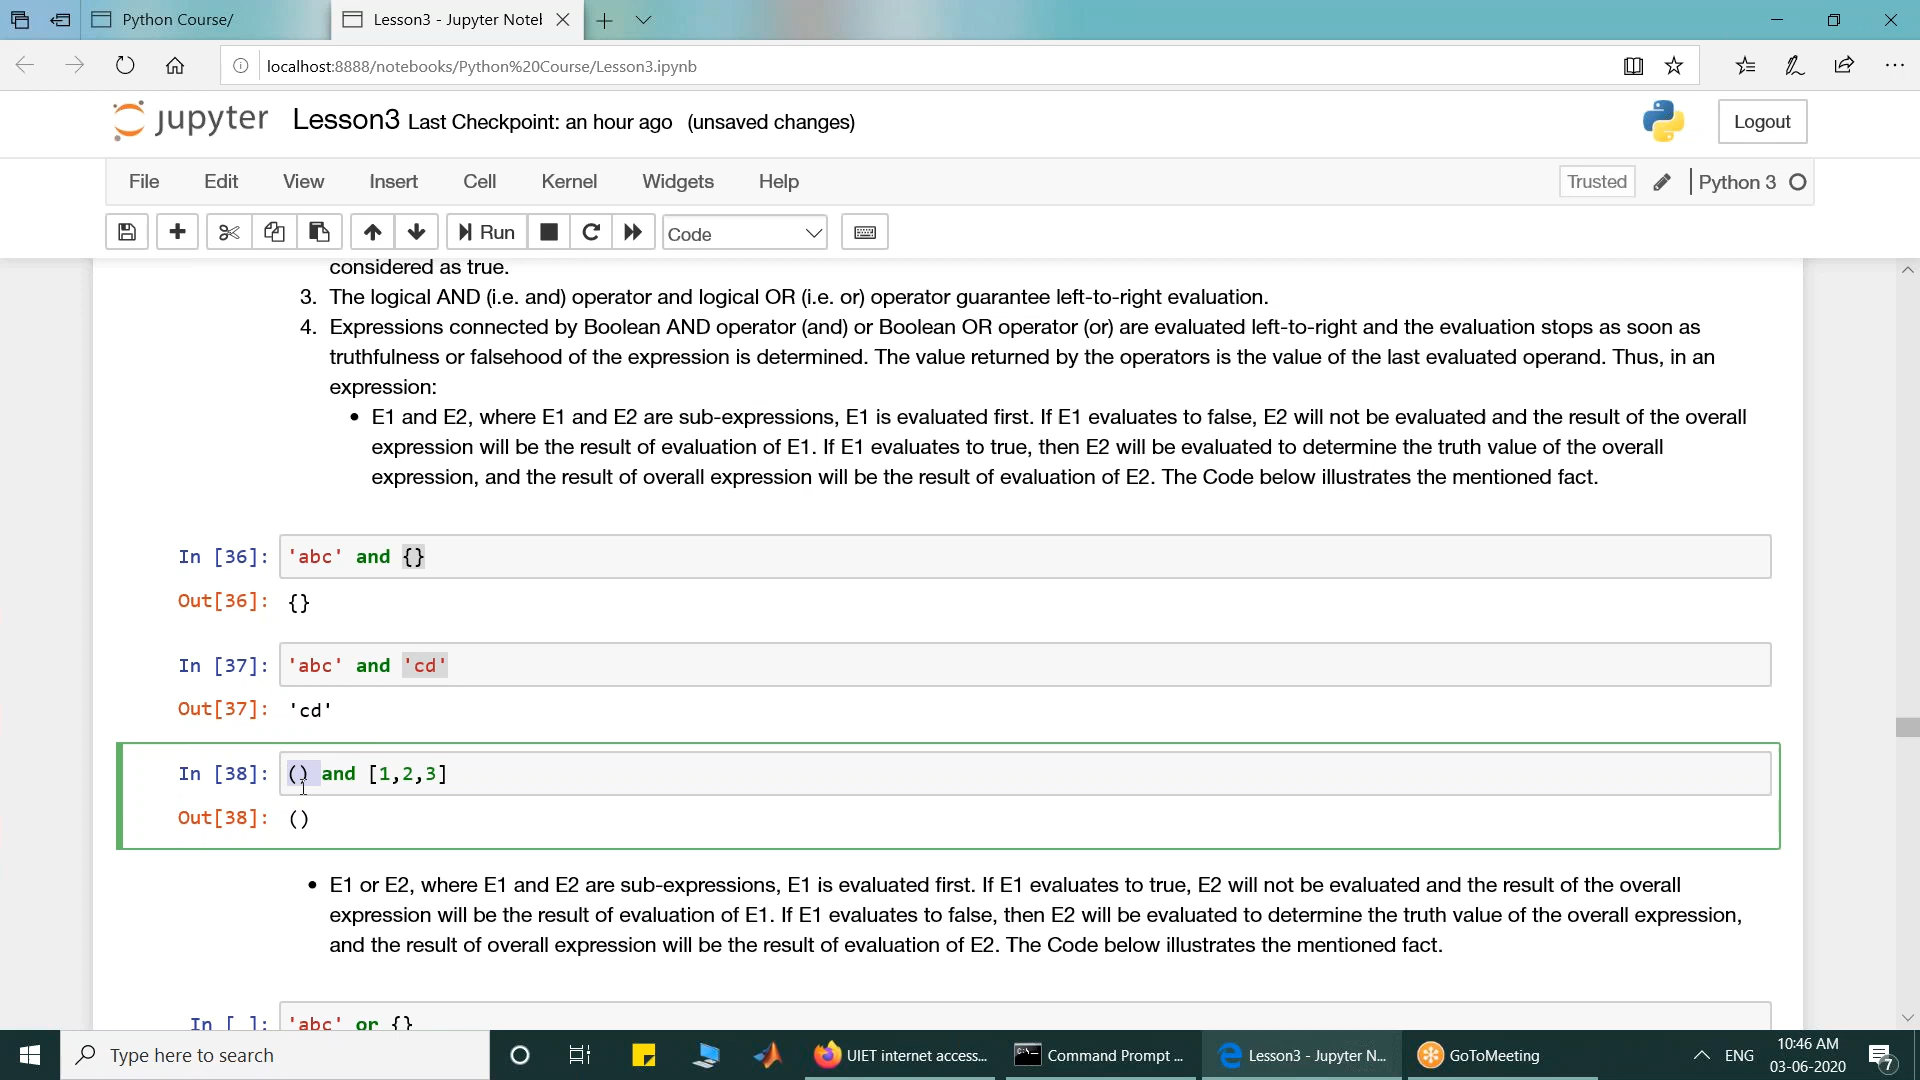 Python Course/
Lesson3 - Jupyter Notel
localhost:8888/notebooks/Python%20Course/Lesson3.ipynb
jupyter Lesson3 Last Checkpoint: an hour ago (unsaved changes)
Logout
File Edit View Insert Cell Kernel Widgets Help
Trusted Python 3
Run Code
considered as true.
3. The logical AND (i.e. and) operator and logical OR (i.e. or) operator guarantee left-to-right evaluation.
4. Expressions connected by Boolean AND operator (and) or Boolean OR operator (or) are evaluated left-to-right and the evaluation stops as soon as
truthfulness or falsehood of the expression is determined. The value returned by the operators is the value of the last evaluated operand. Thus, in an
expression:
• E1 and E2, where E1 and E2 are sub-expressions, E1 is evaluated first. If E1 evaluates to false, E2 will not be evaluated and the result of the overall
expression will be the result of evaluation of E1. If E1 evaluates to true, then E2 will be evaluated to determine the truth value of the overall
expression, and the result of overall expression will be the result of evaluation of E2. The Code below illustrates the mentioned fact.
In [36]: 'abc' and {}
Out[36]: {}
In [37]: 'abc' and 'cd'
Out[37]: 'cd'
In [38]: () and [1,2,3]
Out[38]: ()
• E1 or E2, where E1 and E2 are sub-expressions, E1 is evaluated first. If E1 evaluates to true, E2 will not be evaluated and the result of the overall
expression will be the result of evaluation of E1. If E1 evaluates to false, then E2 will be evaluated to determine the truth value of the overall expression,
and the result of overall expression will be the result of evaluation of E2. The Code below illustrates the mentioned fact.
In [ ]: 'abc' or {}
Type here to search
UIET internet access...
Command Prompt ...
Lesson3 - Jupyter N...
GoToMeeting
ENG
10:46 AM
03-06-2020
7